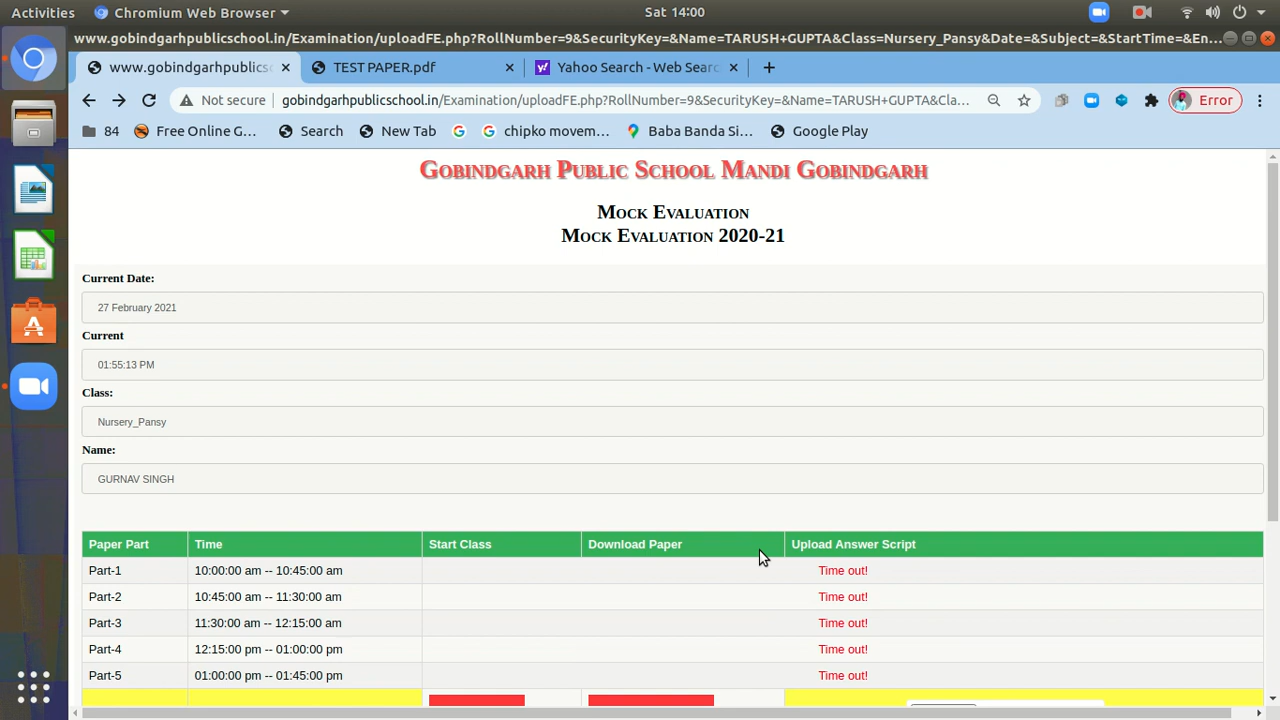 Activities Chromium Web Browser Sat 14:00
www.gobindgarhpublicschool.in/Examination/uploadFE.php?RollNumber=9&SecurityKey=&Name=TARUSH+GUPTA&Class=Nursery_Pansy&Date=&Subject=&StartTime=&En...
www.gobindgarhpublicsc TEST PAPER.pdf Yahoo Search - Web Searc
Not secure gobindgarhpublicschool.in/Examination/uploadFE.php?RollNumber=9&SecurityKey=&Name=TARUSH+GUPTA&Cla... Error
84 Free Online G... Search New Tab chipko movem... Baba Banda Si... Google Play
Gobindgarh Public School Mandi Gobindgarh
Mock Evaluation
Mock Evaluation 2020-21
Current Date:
27 February 2021
Current
01:55:13 PM
Class:
Nursery_Pansy
Name:
GURNAV SINGH
Paper Part Time Start Class Download Paper Upload Answer Script
Part-1 10:00:00 am -- 10:45:00 am Time out!
Part-2 10:45:00 am -- 11:30:00 am Time out!
Part-3 11:30:00 am -- 12:15:00 am Time out!
Part-4 12:15:00 pm -- 01:00:00 pm Time out!
Part-5 01:00:00 pm -- 01:45:00 pm Time out!